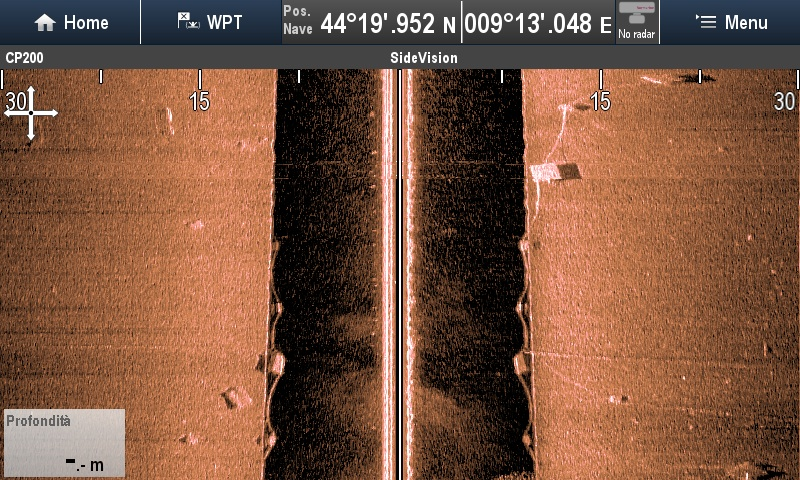 Home
WPT
Pos. Nave 44°19'.952 N
009°13'.048 E
No radar
Menu
CP200
SideVision
30
15
15
30
Profondità
-.- m